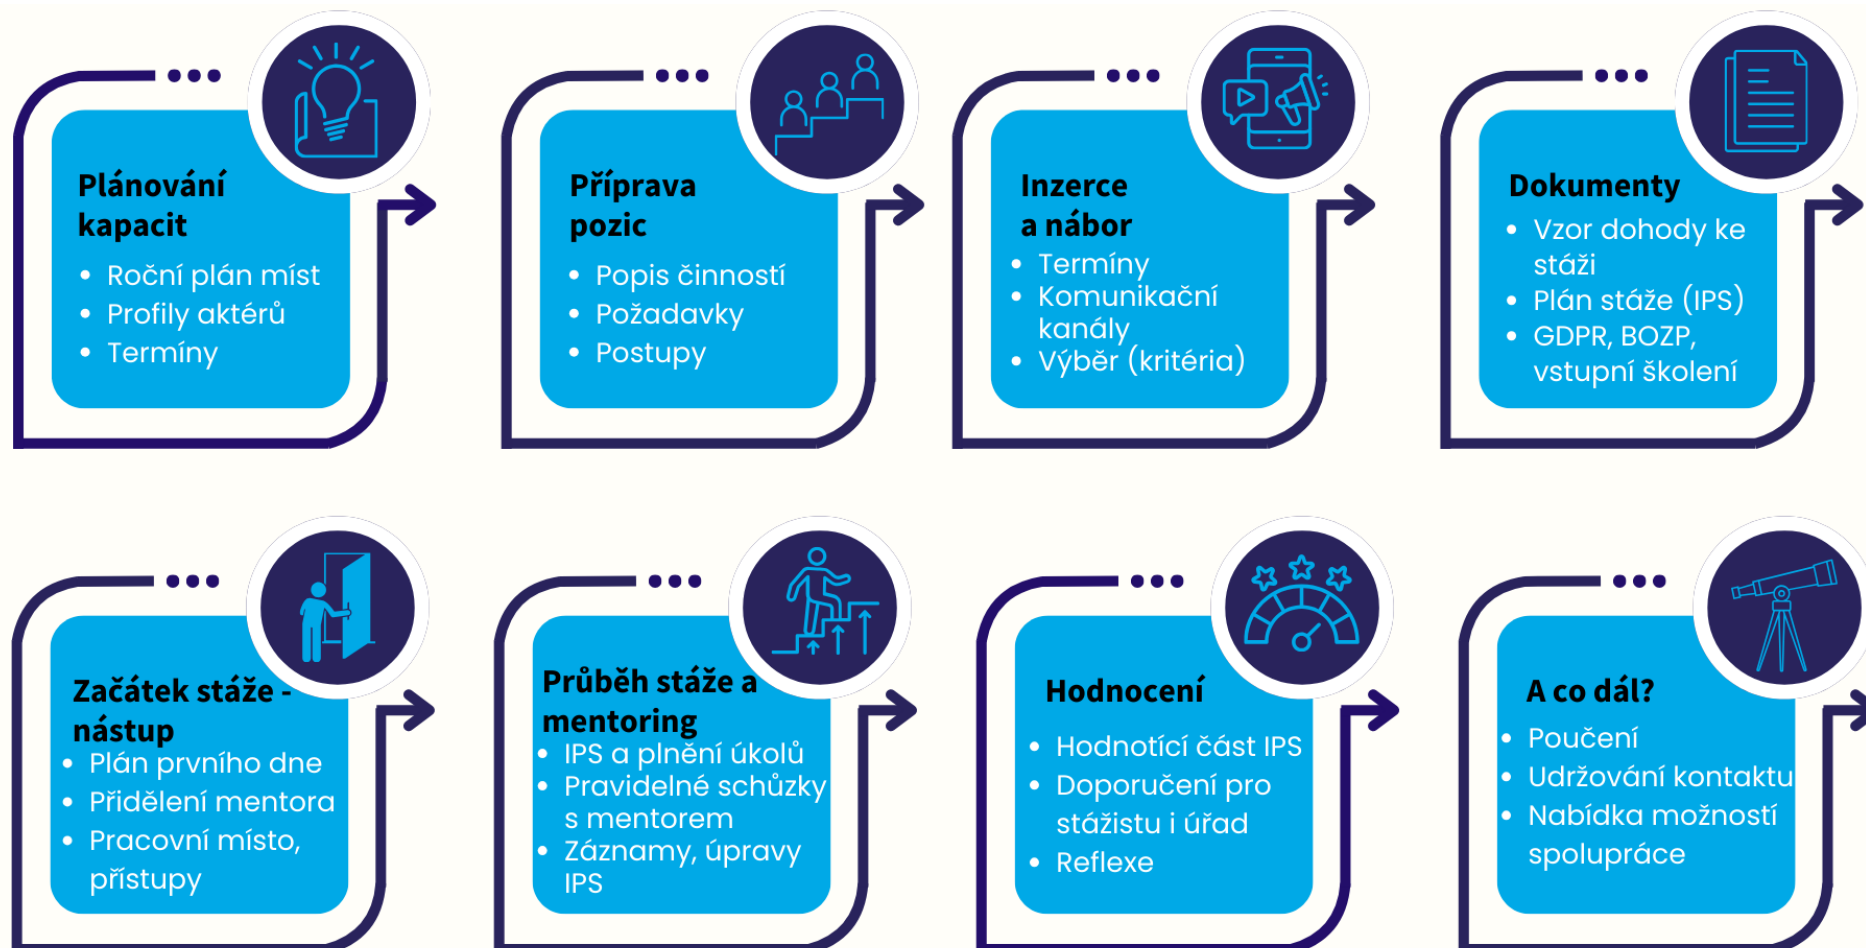 Plánování
kapacit
• Roční plán míst
• Profily aktérů
• Termíny
Příprava
pozic
• Popis činností
• Požadavky
• Postupy
Inzerce
a nábor
• Termíny
• Komunikační
kanály
• Výběr (kritéria)
Dokumenty
• Vzor dohody ke
stáži
• Plán stáže (IPS)
• GDPR, BOZP,
vstupní školení
Začátek stáže -
nástup
• Plán prvního dne
• Přidělení mentora
• Pracovní místo,
přístupy
Průběh stáže a
mentoring
• IPS a plnění úkolů
• Pravidelné schůzky
s mentorem
• Záznamy, úpravy
IPS
Hodnocení
• Hodnotící část IPS
• Doporučení pro
stážistu i úřad
• Reflexe
A co dál?
• Poučení
• Udržování kontaktu
• Nabídka možností
spolupráce